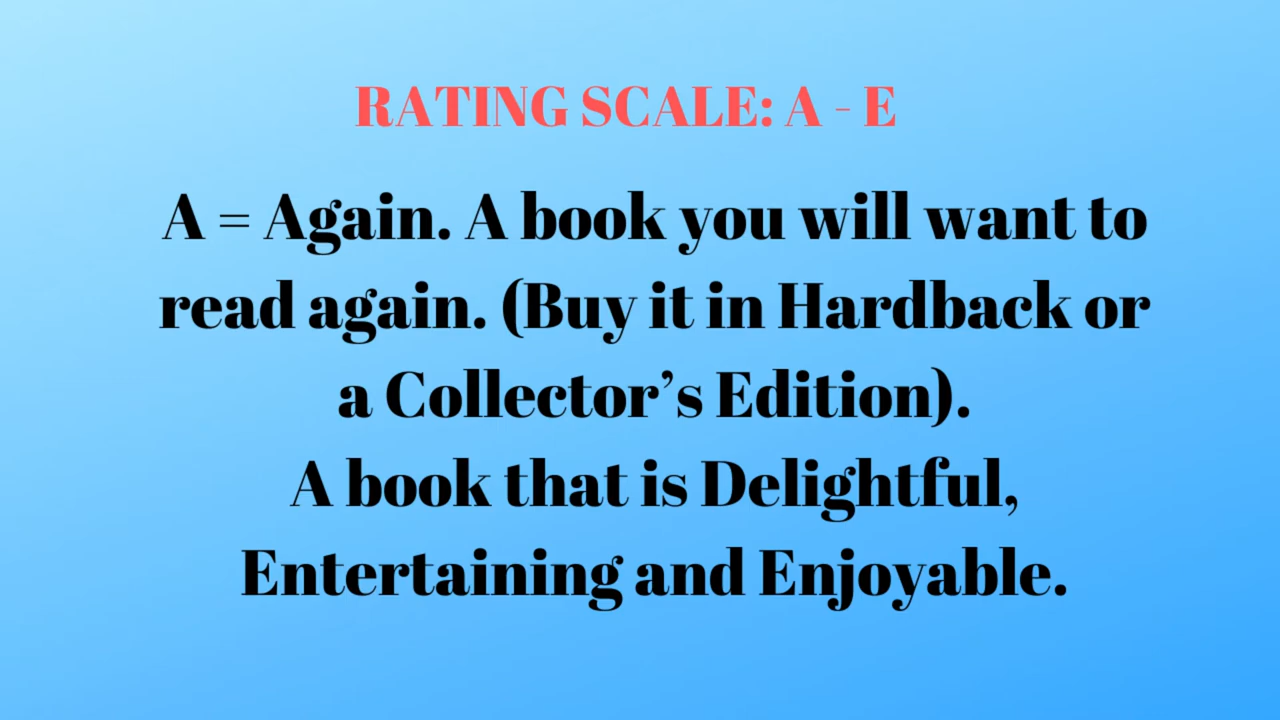 RATING SCALE: A - E
A = Again. A book you will want to
read again. (Buy it in Hardback or
a Collector’s Edition).
A book that is Delightful,
Entertaining and Enjoyable.